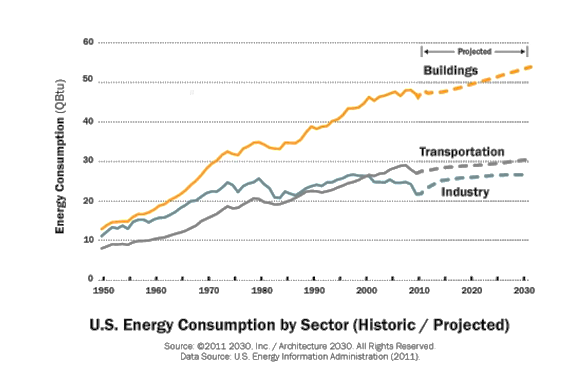 60
Projected
Buildings
50
40
Transportation
30
Industry
20
10
0
Energy Consumption (QBtu)
1950 1960 1970 1980 1990 2000 2010 2020 2030
U.S. Energy Consumption by Sector (Historic / Projected)
Source: ©2011 2030, Inc. / Architecture 2030. All Rights Reserved.
Data Source: U.S. Energy Information Administration (2011).